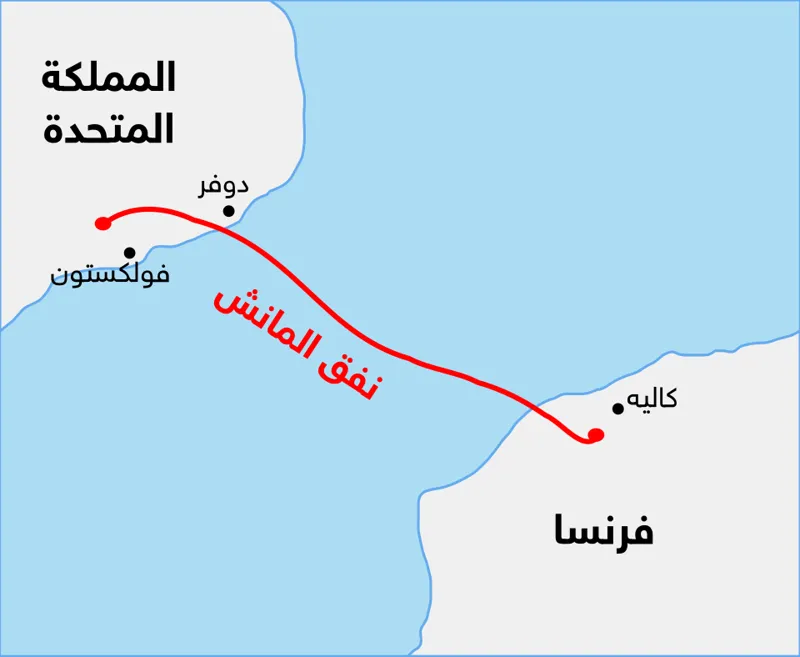 المملكة
المتحدة
دوفر
فولكستون
نفق المانش
كاليه
فرنسا